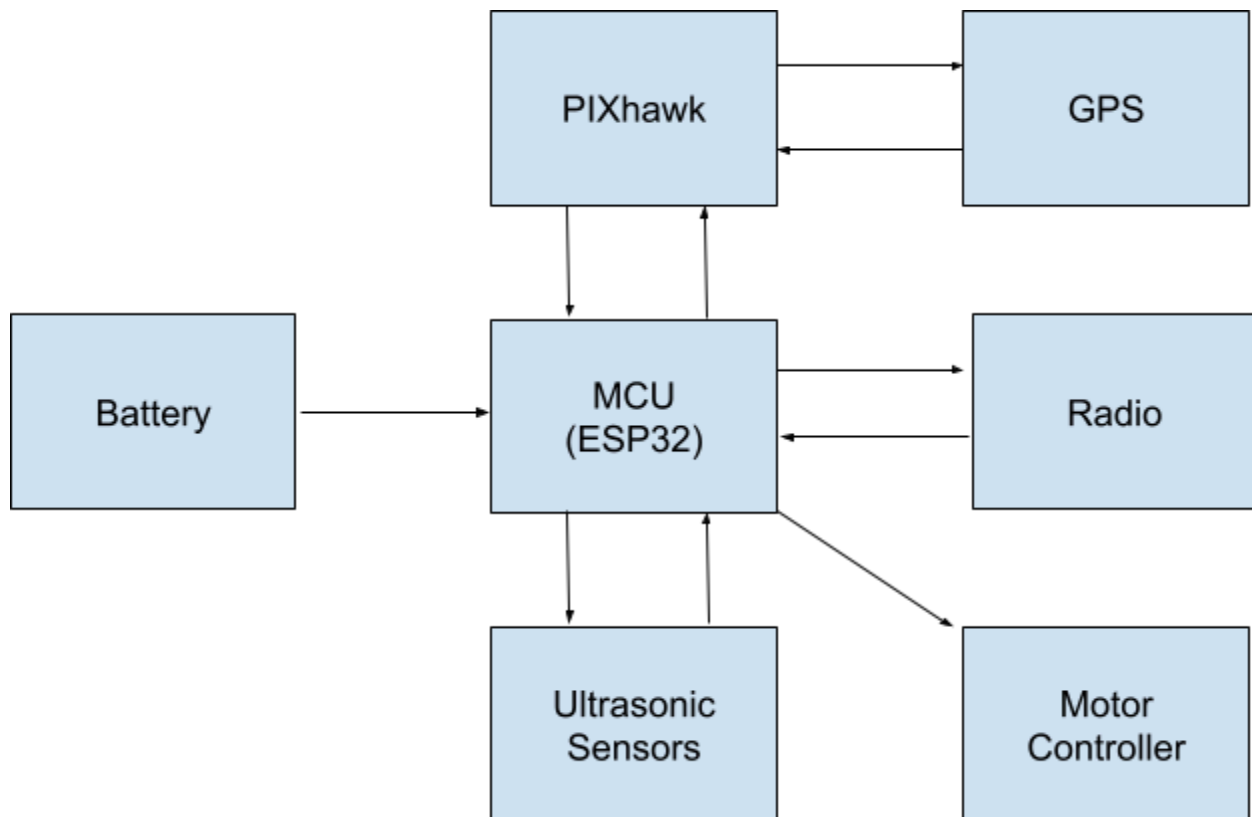 PIXhawk
GPS
Battery
MCU
(ESP32)
Radio
Ultrasonic
Sensors
Motor
Controller